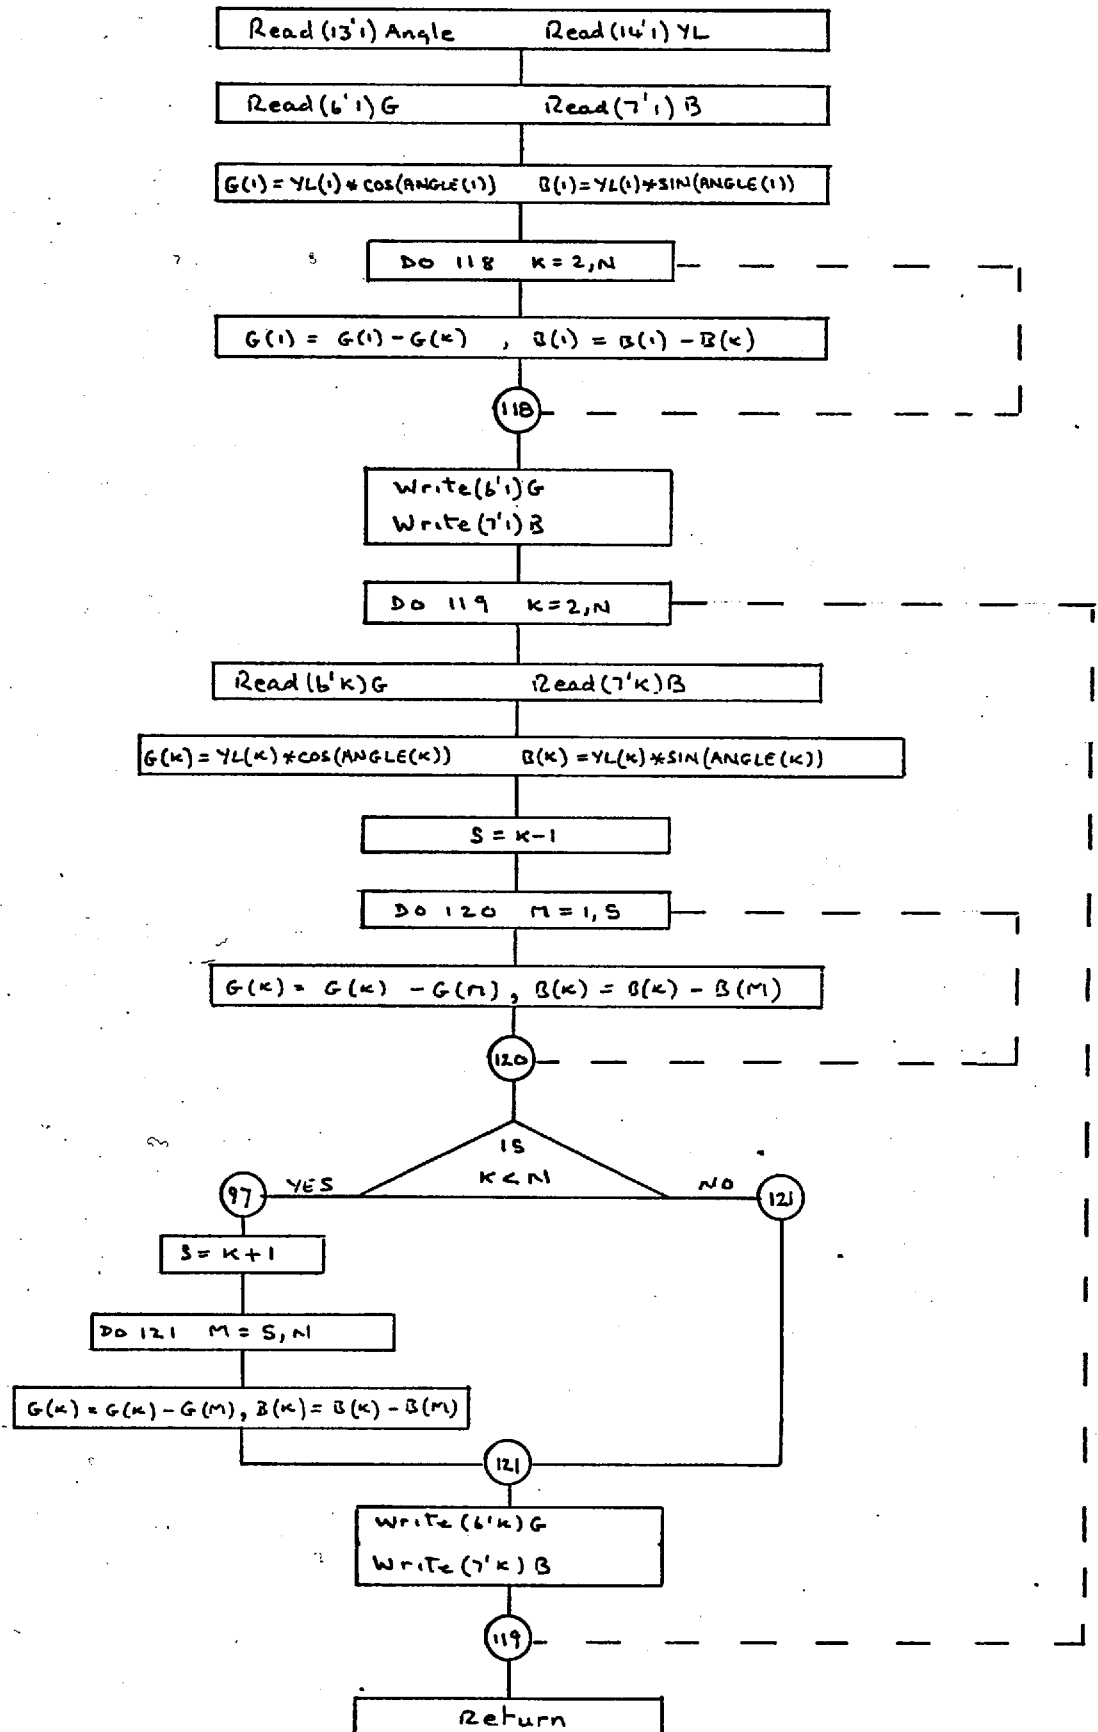 Read(13'1) Angle Read(14'1) YL
Read(6'1) G Read(7'1) B
G(1) = YL(1)*COS(ANGLE(1)) B(1) = YL(1)*SIN(ANGLE(1))
DO 118 K = 2,N
G(1) = G(1) - G(K) , B(1) = B(1) - B(K)
118
Write(6'1) G
Write(7'1) B
DO 119 K = 2,N
Read(6'K) G Read(7'K) B
G(K) = YL(K)*COS(ANGLE(K)) B(K) = YL(K)*SIN(ANGLE(K))
S = K-1
DO 120 M = 1,S
G(K) = G(K) - G(M), B(K) = B(K) - B(M)
120
IS
K < N
97 YES NO 121
S = K+1
DO 121 M = S,N
G(K) = G(K) - G(M), B(K) = B(K) - B(M)
121
Write(6'K) G
Write(7'K) B
119
Return